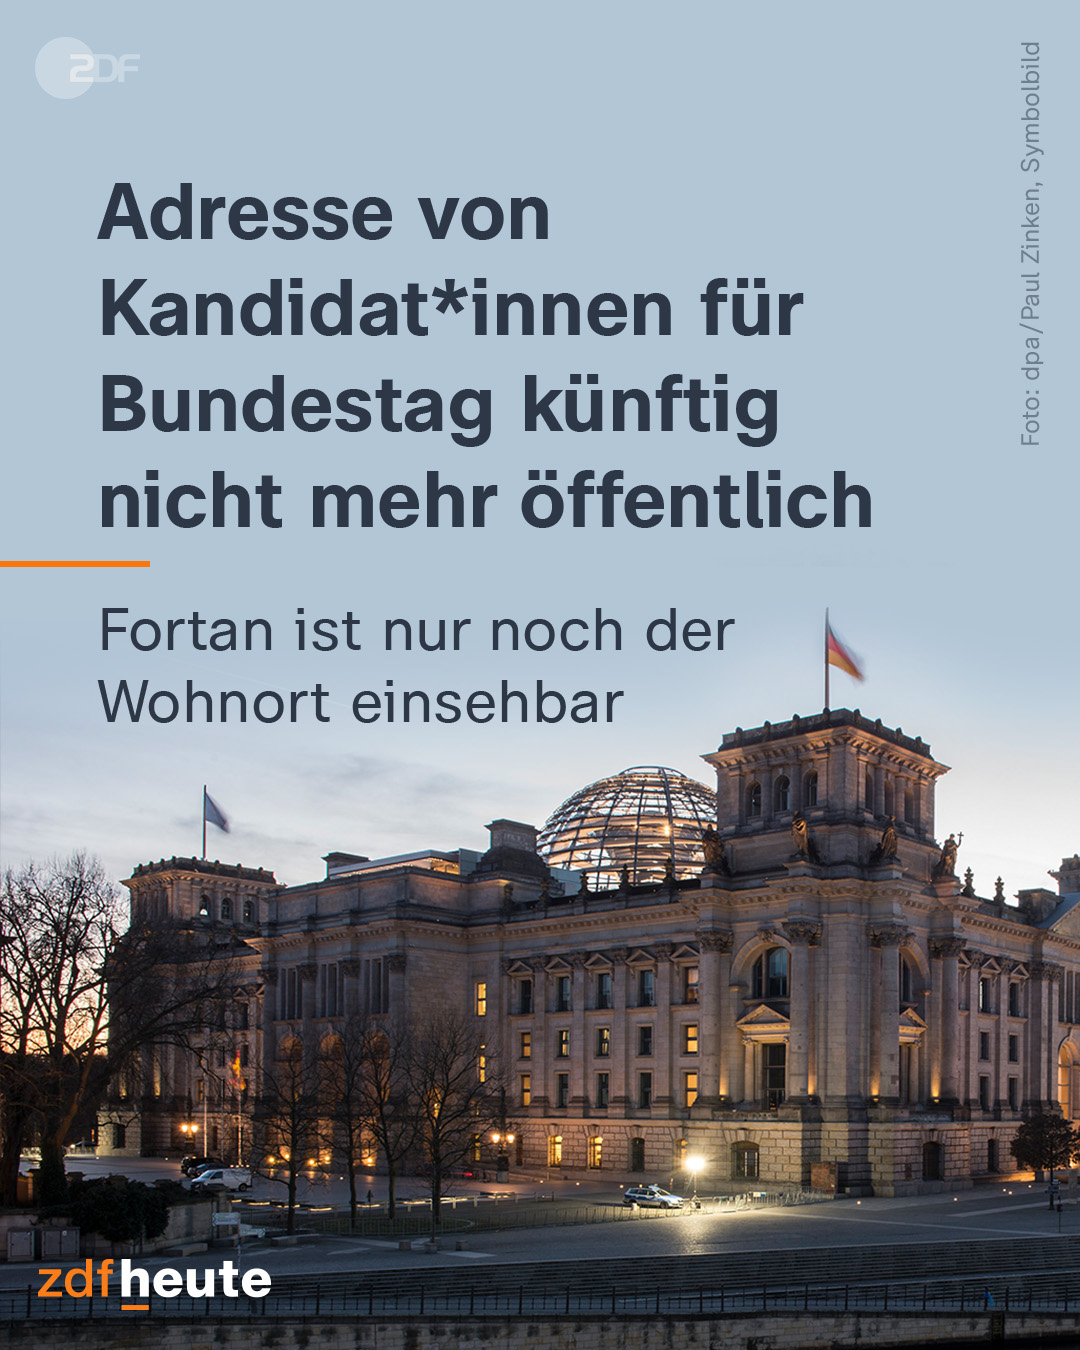 ZDF
Foto: dpa/Paul Zinken, Symbolbild
Adresse von
Kandidat*innen für
Bundestag künftig
nicht mehr öffentlich
Fortan ist nur noch der
Wohnort einsehbar
zdfheute